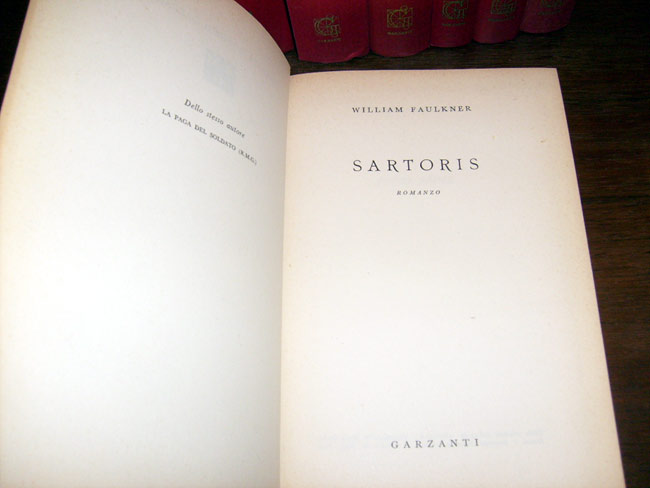 Dello stesso autore
LA PAGA DEL SOLDATO
WILLIAM FAULKNER
SARTORIS
ROMANZO
GARZANTI